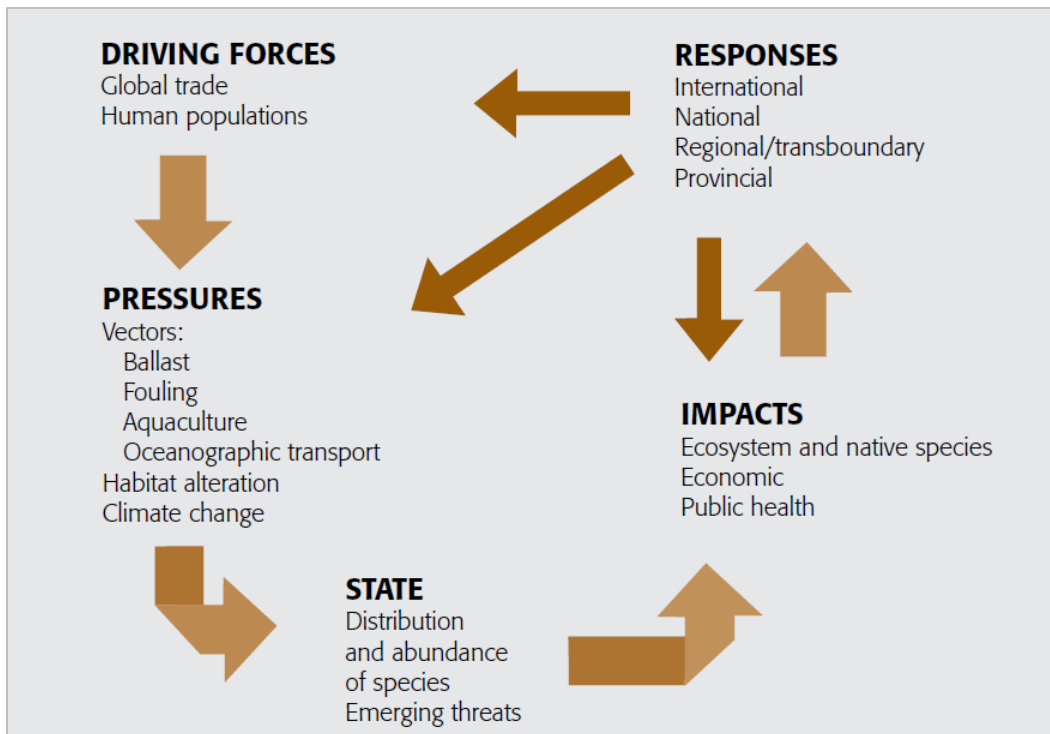 DRIVING FORCES
Global trade
Human populations
RESPONSES
International
National
Regional/transboundary
Provincial
PRESSURES
Vectors:
Ballast
Fouling
Aquaculture
Oceanographic transport
Habitat alteration
Climate change
IMPACTS
Ecosystem and native species
Economic
Public health
STATE
Distribution
and abundance
of species
Emerging threats